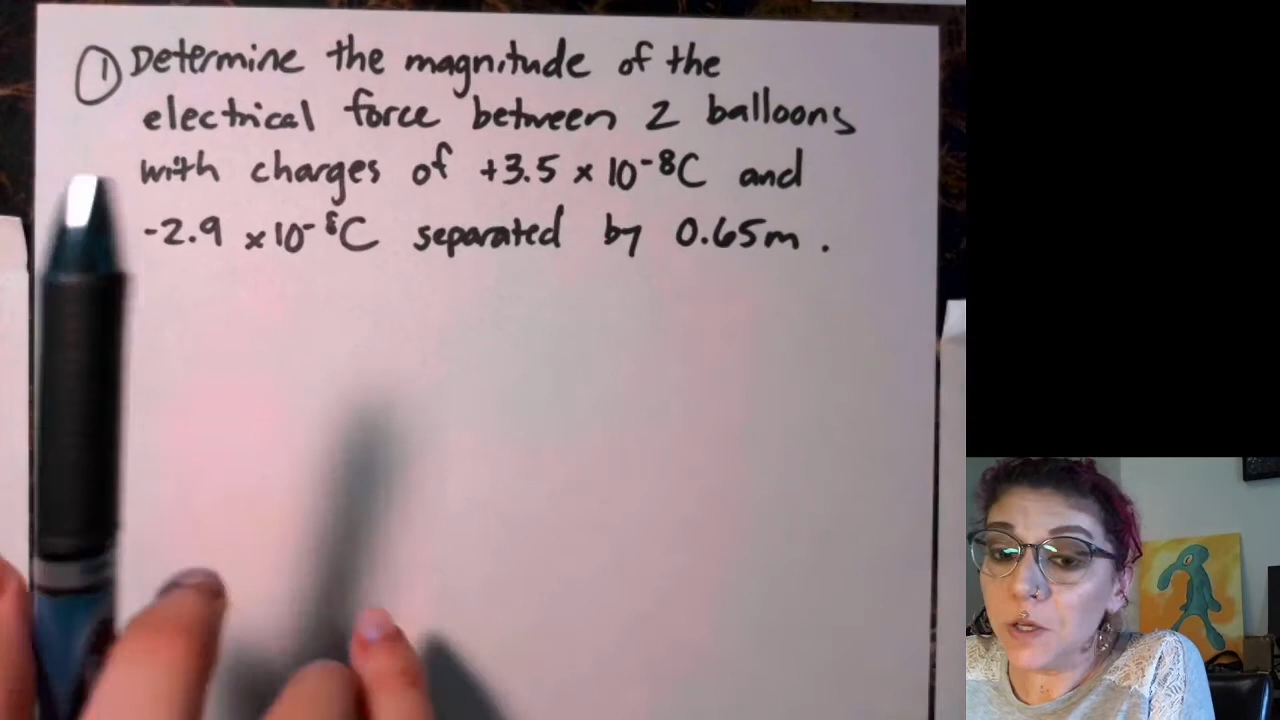 ① Determine the magnitude of the
electrical force between 2 balloons
with charges of +3.5 × 10⁻⁸C and
-2.9 × 10⁻⁸C separated by 0.65m.